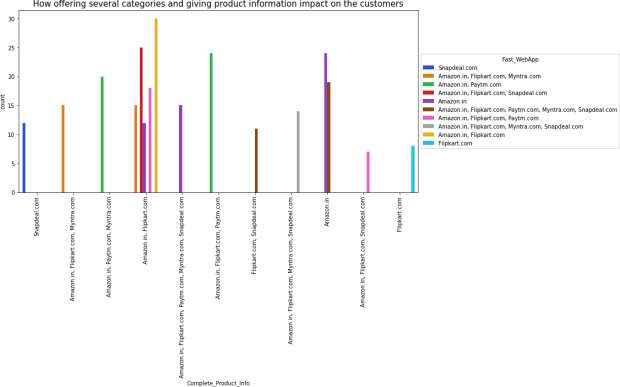 How offering several categories and giving product information impact on the customers
30
25
20
15
10
5
0
count
Snapdeal.com
Amazon.in, Flipkart.com, Myntra.com
Amazon.in, Paytm.com, Myntra.com
Amazon.in, Flipkart.com
Amazon.in, Flipkart.com, Paytm.com, Myntra.com, Snapdeal.com
Amazon.in, Flipkart.com, Paytm.com
Flipkart.com, Snapdeal.com
Amazon.in, Flipkart.com, Myntra.com, Snapdeal.com
Amazon.in
Amazon.in, Flipkart.com, Snapdeal.com
Flipkart.com
Complete_Product_Info
Fast_WebApp
Snapdeal.com
Amazon.in, Flipkart.com, Myntra.com
Amazon.in, Paytm.com
Amazon.in, Flipkart.com, Snapdeal.com
Amazon.in
Amazon.in, Flipkart.com, Paytm.com, Myntra.com, Snapdeal.com
Amazon.in, Flipkart.com, Paytm.com
Amazon.in, Flipkart.com, Myntra.com, Snapdeal.com
Amazon.in, Flipkart.com
Flipkart.com